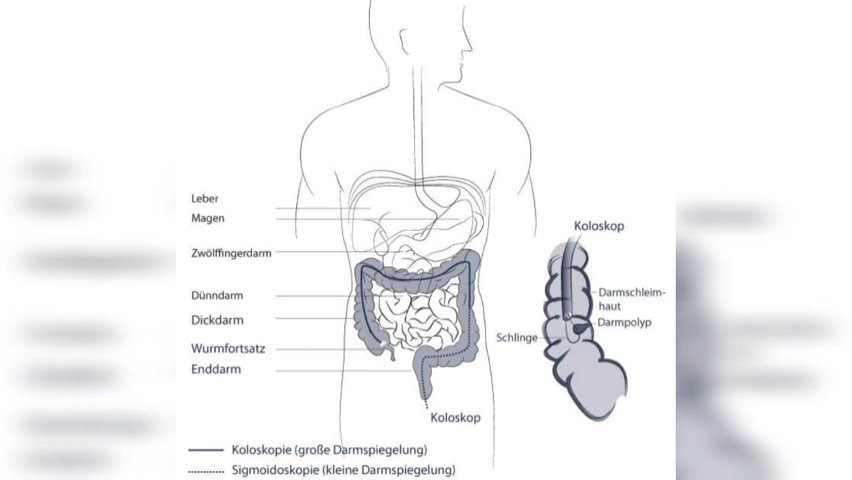 Leber
Magen
Zwölffingerdarm
Dünndarm
Dickdarm
Wurmfortsatz
Enddarm
Koloskop
Koloskop
Darmschleim-
haut
Darmpolyp
Schlinge
Koloskopie (große Darmspiegelung)
Sigmoidoskopie (kleine Darmspiegelung)